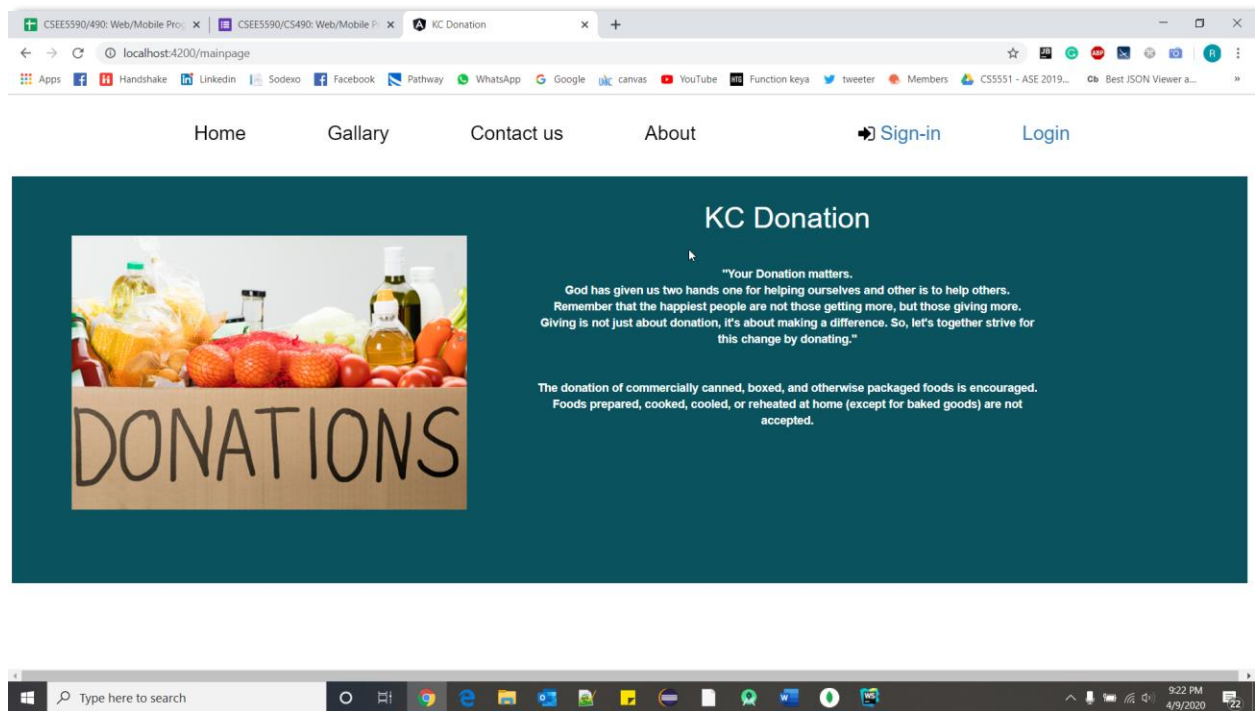 CSEE5590/490: Web/Mobile Prog
CSEE5590/CS490: Web/Mobile P
KC Donation
localhost:4200/mainpage
Apps
Handshake
Linkedin
Sodexo
Facebook
Pathway
WhatsApp
Google
canvas
YouTube
Function keya
tweeter
Members
CS5551 - ASE 2019...
Cb Best JSON Viewer a...
Home
Gallary
Contact us
About
Sign-in
Login
KC Donation
"Your Donation matters.
God has given us two hands one for helping ourselves and other is to help others.
Remember that the happiest people are not those getting more, but those giving more.
Giving is not just about donation, it's about making a difference. So, let's together strive for
this change by donating."
The donation of commercially canned, boxed, and otherwise packaged foods is encouraged.
Foods prepared, cooked, cooled, or reheated at home (except for baked goods) are not
accepted.
DONATIONS
Type here to search
9:22 PM
4/9/2020
22